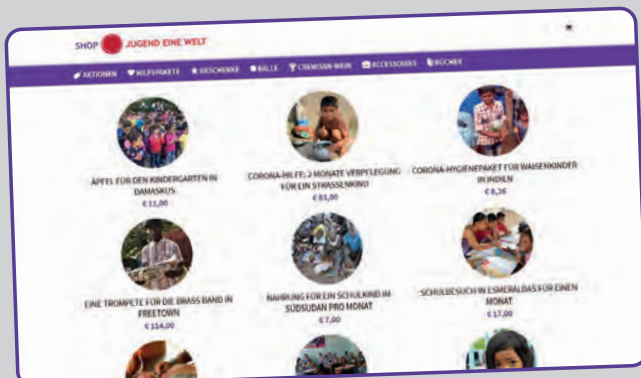 SHOP JUGEND EINE WELT
AKTIONEN HILFSPAKETE GESCHENKE BÄLLE CREMISAN-WEIN ACCESSOIRES BÜCHER
ÄPFEL FÜR DEN KINDERGARTEN IN
DAMASKUS
€ 11,00
CORONA-HILFE: 2 MONATE VERPFLEGUNG
FÜR EIN STRASSENKIND
€ 83,00
CORONA-HYGIENEPAKET FÜR WAISENKINDER
IN INDIEN
€ 8,26
EINE TROMPETE FÜR DIE BRASS BAND IN
FREETOWN
€ 114,00
NAHRUNG FÜR EIN SCHULKIND IM
SÜDSUDAN PRO MONAT
€ 7,00
SCHULBESUCH IN ESMERALDAS FÜR EINEN
MONAT
€ 17,00